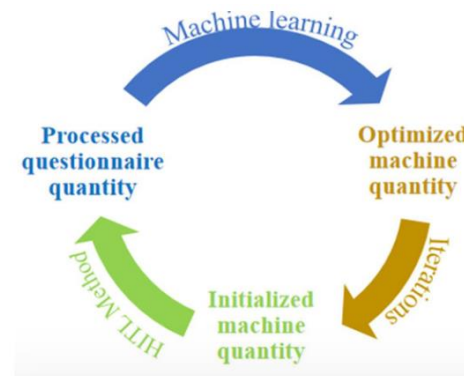 Machine learning
Processed
questionnaire
quantity
Optimized
machine
quantity
Iterations
Initialized
machine
quantity
HITL Method